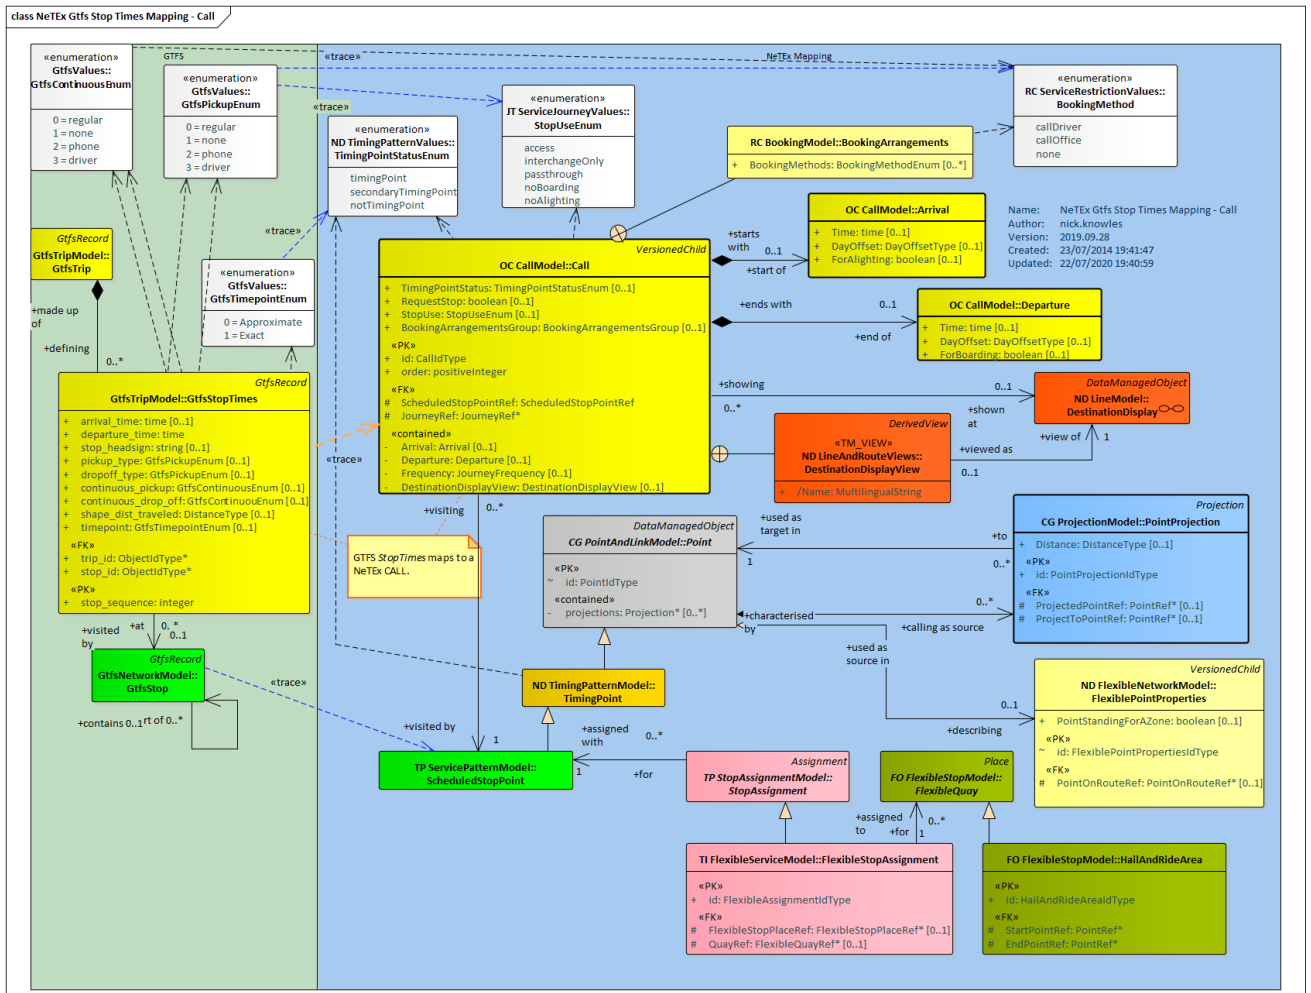 class NeTEx Gtfs Stop Times Mapping - Call
GTFS
NeTEx Mapping
«enumeration»
GtfsValues::
GtfsContinuousEnum
0 = regular
1 = none
2 = phone
3 = driver
«enumeration»
GtfsValues::
GtfsPickupEnum
0 = regular
1 = none
2 = phone
3 = driver
«trace»
«trace»
«enumeration»
ND TimingPatternValues::
TimingPointStatusEnum
timingPoint
secondaryTimingPoint
notTimingPoint
«enumeration»
JT ServiceJourneyValues::
StopUseEnum
access
interchangeOnly
passthrough
noBoarding
noAlighting
RC BookingModel::BookingArrangements
+ BookingMethods: BookingMethodEnum [0..*]
«enumeration»
RC ServiceRestrictionValues::
BookingMethod
callDriver
callOffice
none
Name: NeTEx Gtfs Stop Times Mapping - Call
Author: nick.knowles
Version: 2019.09.28
Created: 23/07/2014 19:41:47
Updated: 22/07/2020 19:40:59
OC CallModel::Arrival
+ Time: time [0..1]
+ DayOffset: DayOffsetType [0..1]
+ ForAlighting: boolean [0..1]
+starts
with
0..1
+start of
GtfsRecord
GtfsTripModel::
GtfsTrip
«trace»
«enumeration»
GtfsValues::
GtfsTimepointEnum
0 = Approximate
1 = Exact
+made up
of
+defining
0..*
VersionedChild
OC CallModel::Call
+ TimingPointStatus: TimingPointStatusEnum [0..1]
+ RequestStop: boolean [0..1]
+ StopUse: StopUseEnum [0..1]
+ BookingArrangementsGroup: BookingArrangementsGroup [0..1]
«PK»
+ id: CallIdType
+ order: positiveInteger
«FK»
# ScheduledStopPointRef: ScheduledStopPointRef
# JourneyRef: JourneyRef*
«contained»
- Arrival: Arrival [0..1]
- Departure: Departure [0..1]
- Frequency: JourneyFrequency [0..1]
- DestinationDisplayView: DestinationDisplayView [0..1]
+ends with
0..1
+end of
OC CallModel::Departure
+ Time: time [0..1]
+ DayOffset: DayOffsetType [0..1]
+ ForBoarding: boolean [0..1]
+showing
0..*
0..1
+shown
at
DataManagedObject
ND LineModel::
DestinationDisplay
+view of
1
+viewed as
0..1
DerivedView
«TM_VIEW»
ND LineAndRouteViews::
DestinationDisplayView
+ /Name: MultilingualString
GtfsRecord
GtfsTripModel::GtfsStopTimes
+ arrival_time: time [0..1]
+ departure_time: time
+ stop_headsign: string [0..1]
+ pickup_type: GtfsPickupEnum [0..1]
+ dropoff_type: GtfsPickupEnum [0..1]
+ continuous_pickup: GtfsContinuousEnum [0..1]
+ continuous_drop_off: GtfsContinuouEnum [0..1]
+ shape_dist_traveled: DistanceType [0..1]
+ timepoint: GtfsTimepointEnum [0..1]
«FK»
+ trip_id: ObjectIdType*
+ stop_id: ObjectIdType*
«PK»
+ stop_sequence: integer
«trace»
+visiting
0..*
GTFS StopTimes maps to a
NeTEx CALL.
DataManagedObject
CG PointAndLinkModel::Point
«PK»
~ id: PointIdType
«contained»
- projections: Projection* [0..*]
+used as
target in
1
+to
0..*
Projection
CG ProjectionModel::PointProjection
+ Distance: DistanceType [0..1]
«PK»
+ id: PointProjectionIdType
«FK»
# ProjectedPointRef: PointRef* [0..1]
# ProjectToPointRef: PointRef* [0..1]
+characterised
by
0..*
+calling as source
+used as
source in
0..1
+describing
+visited
by
+at
0..*
0..1
GtfsRecord
GtfsNetworkModel::
GtfsStop
«trace»
+contains 0..1
rt of 0..*
ND TimingPatternModel::
TimingPoint
+visited by
1
+assigned
with
0..*
1
+for
TP ServicePatternModel::
ScheduledStopPoint
VersionedChild
ND FlexibleNetworkModel::
FlexiblePointProperties
+ PointStandingForAZone: boolean [0..1]
«PK»
~ id: FlexiblePointPropertiesIdType
«FK»
# PointOnRouteRef: PointOnRouteRef* [0..1]
Assignment
TP StopAssignmentModel::
StopAssignment
Place
FO FlexibleStopModel::
FlexibleQuay
+assigned
to
0..*
+for
1
TI FlexibleServiceModel::FlexibleStopAssignment
«PK»
+ id: FlexibleAssignmentIdType
«FK»
# FlexibleStopPlaceRef: FlexibleStopPlaceRef* [0..1]
# QuayRef: FlexibleQuayRef* [0..1]
FO FlexibleStopModel::HailAndRideArea
«PK»
+ id: HailAndRideAreaIdType
«FK»
# StartPointRef: PointRef*
# EndPointRef: PointRef*